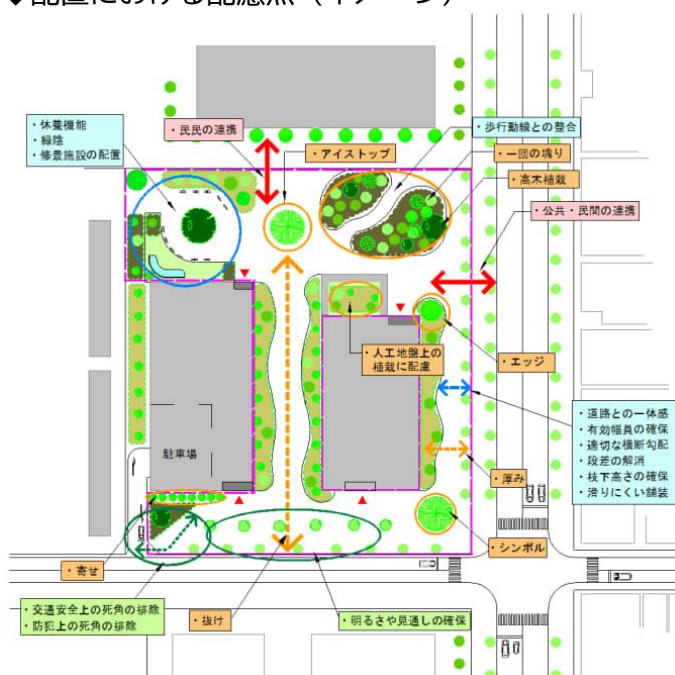 ◆配置における配慮点（イメージ）
・休養機能
・緑陰
・修景施設の配置
・民民の連携
・アイストップ
・歩行動線との整合
・一団の塊り
・高木植栽
・公共・民間の連携
・人工地盤上の
植栽に配慮
・エッジ
・道路との一体感
・有効幅員の確保
・適切な横断勾配
・段差の解消
・枝下高さの確保
・滑りにくい舗装
駐車場
・厚み
・シンボル
・寄せ
・交通安全上の死角の排除
・防犯上の死角の排除
・抜け
・明るさや見通しの確保